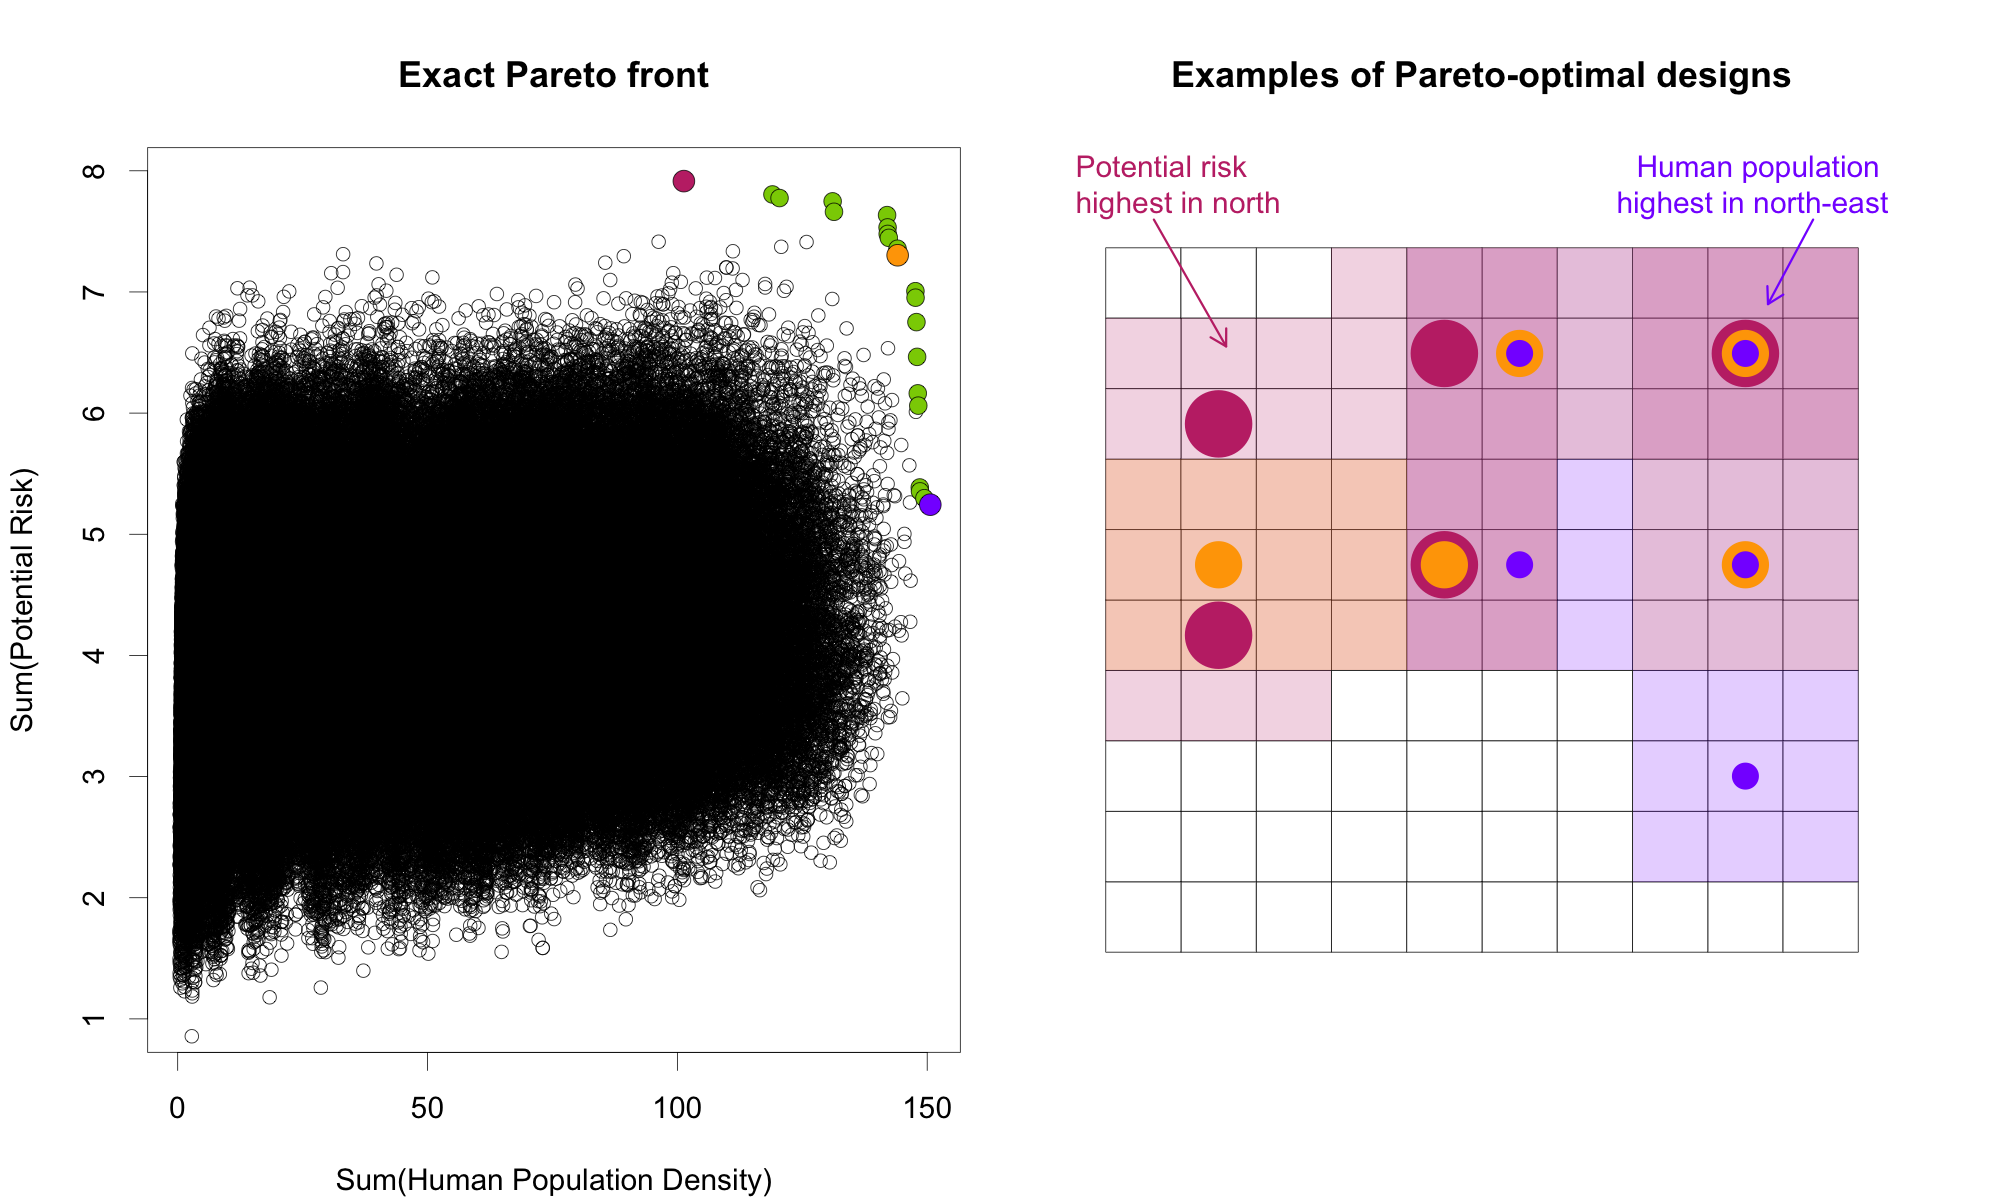 Exact Pareto front
8
7
6
5
4
3
2
1
Sum(Potential Risk)
0 50 100 150
Sum(Human Population Density)
Examples of Pareto-optimal designs
Potential risk
highest in north
Human population
highest in north-east